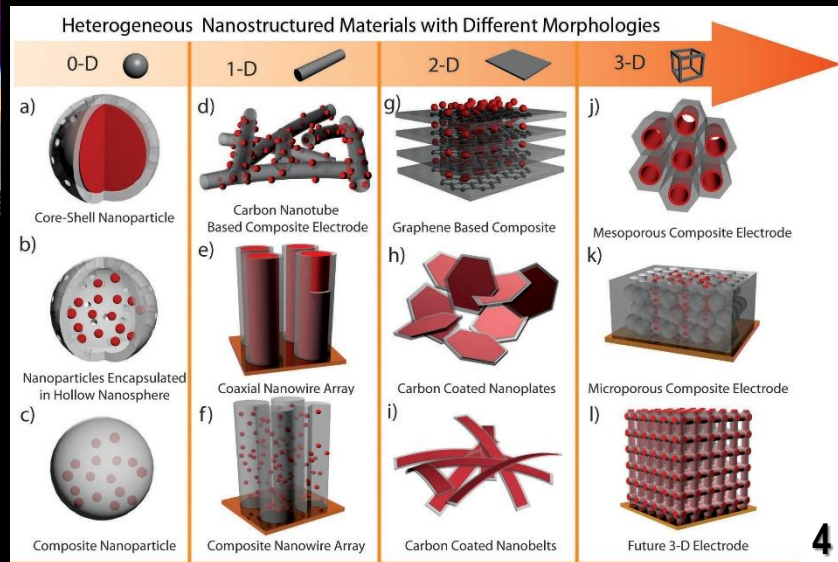 Heterogeneous Nanostructured Materials with Different Morphologies
0-D
1-D
2-D
3-D
a)
Core-Shell Nanoparticle
b)
Nanoparticles Encapsulated
in Hollow Nanosphere
c)
Composite Nanoparticle
d)
Carbon Nanotube
Based Composite Electrode
e)
Coaxial Nanowire Array
f)
Composite Nanowire Array
g)
Graphene Based Composite
h)
Carbon Coated Nanoplates
i)
Carbon Coated Nanobelts
j)
Mesoporous Composite Electrode
k)
Microporous Composite Electrode
l)
Future 3-D Electrode
4